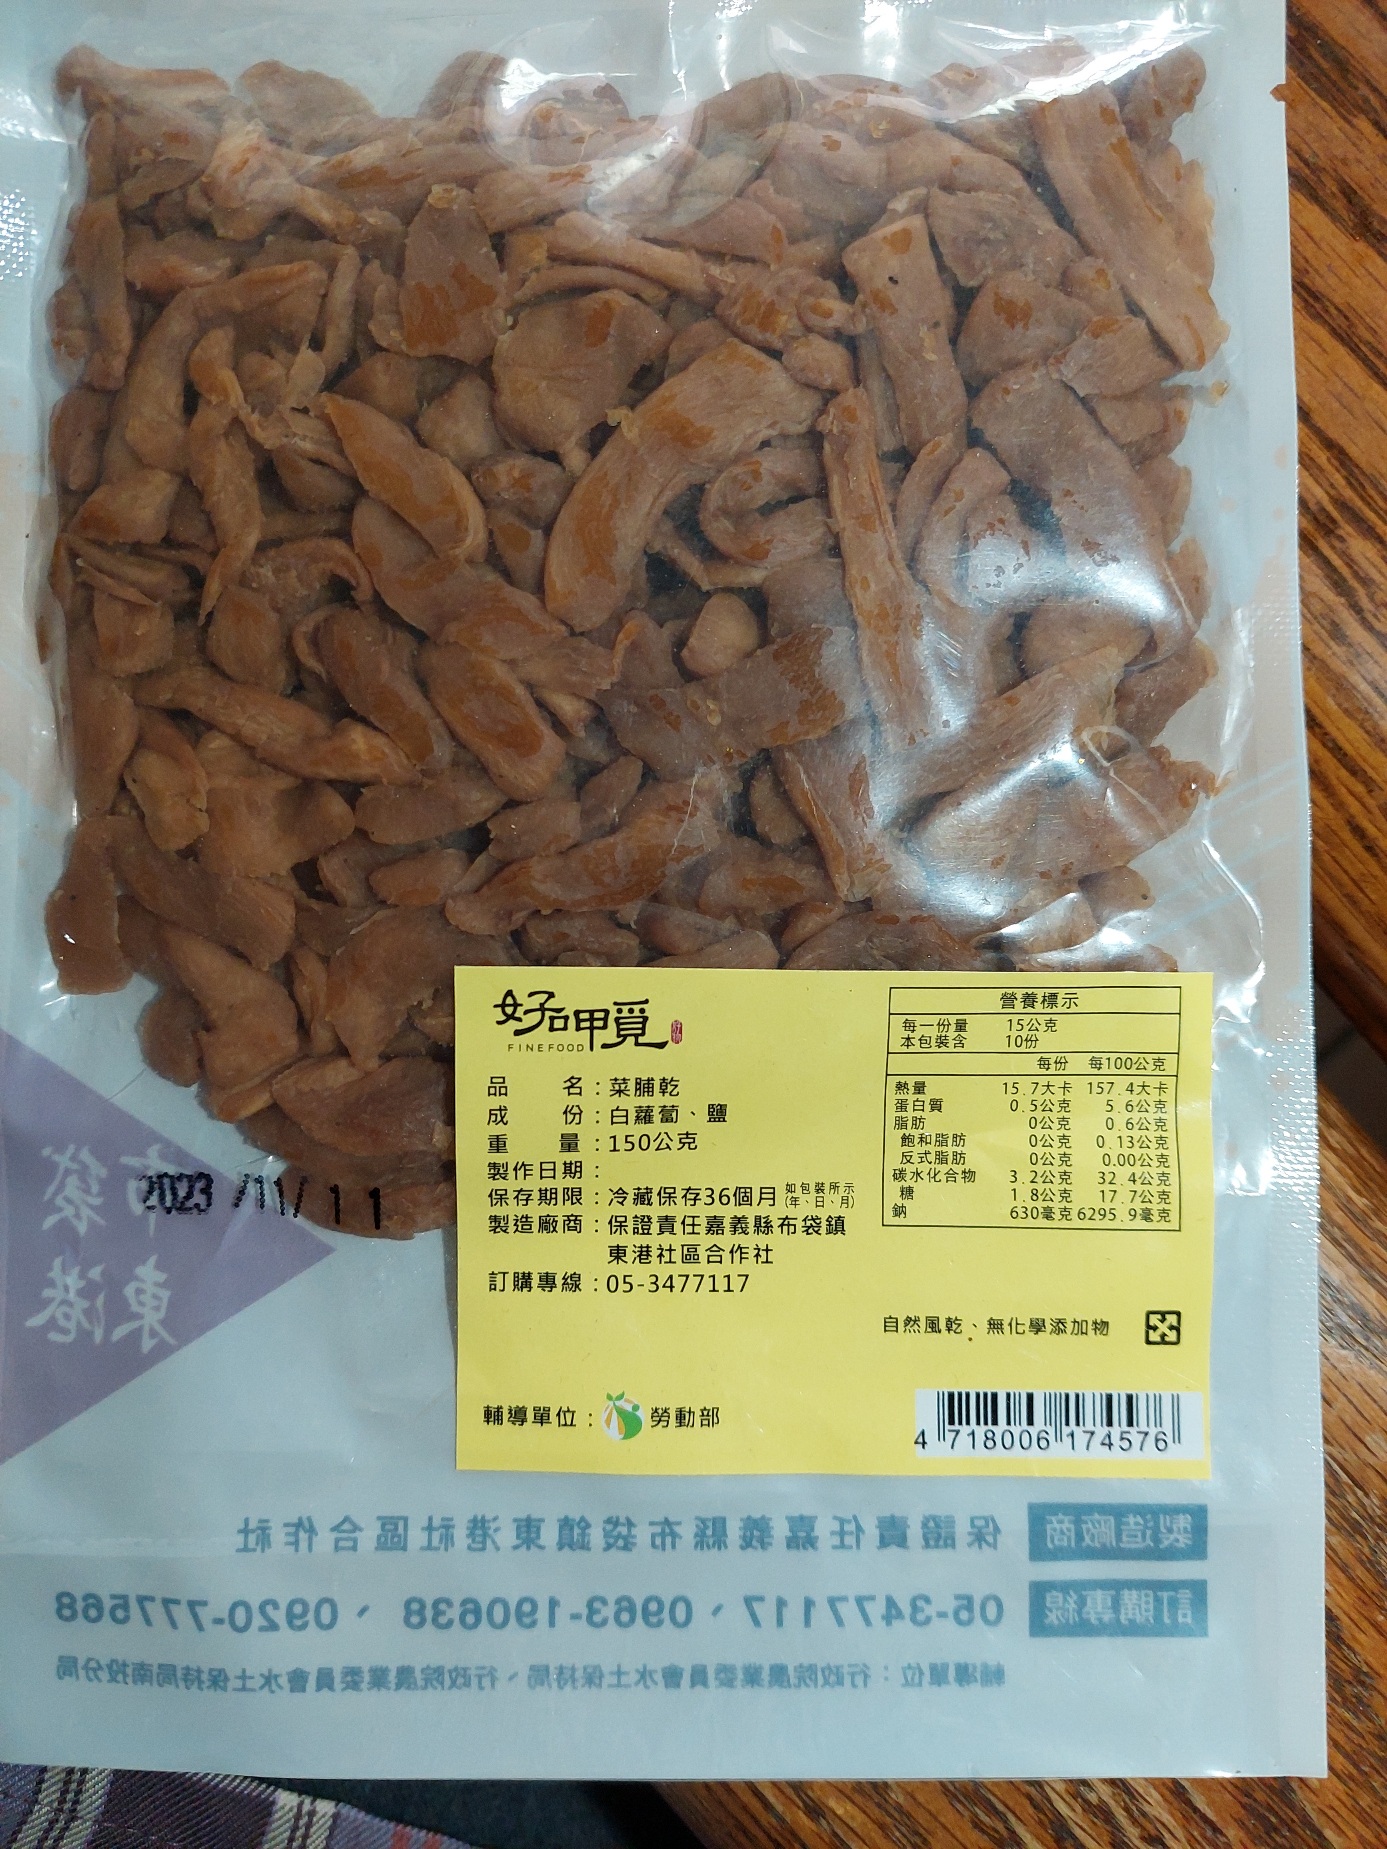 好呷覓
FINEFOOD
品名：菜脯乾
成份：白蘿蔔、鹽
重量：150公克
製作日期：
保存期限：冷藏保存36個月 如包裝所示(年、日、月)
製造廠商：保證責任嘉義縣布袋鎮
東港社區合作社
訂購專線：05-3477117
營養標示
每一份量 15公克
本包裝含 10份
每份 每100公克
熱量 15.7大卡 157.4大卡
蛋白質 0.5公克 5.6公克
脂肪 0公克 0.6公克
飽和脂肪 0公克 0.13公克
反式脂肪 0公克 0.00公克
碳水化合物 3.2公克 32.4公克
糖 1.8公克 17.7公克
鈉 630毫克 6295.9毫克
自然風乾、無化學添加物
輔導單位：勞動部
4 718006 174576
2023/11/11
布袋
東港
製造廠商 保證責任嘉義縣布袋鎮東港社區合作社
訂購專線 05-3477117、0963-190638、0920-777568
輔導單位：行政院農業委員會水土保持局、行政院農業委員會水土保持局南投分局